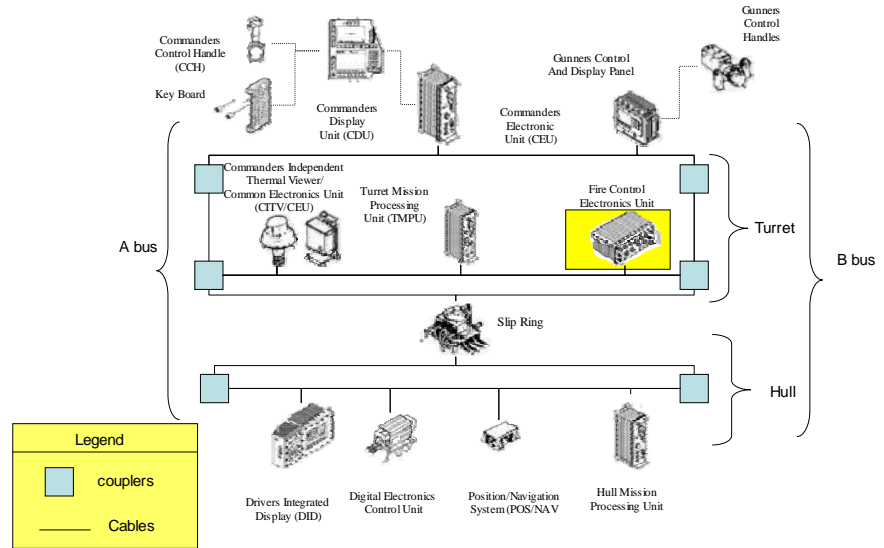 Commanders
Control Handle
(CCH)
Key Board
Commanders
Display
Unit (CDU)
Gunners Control
And Display Panel
Gunners
Control
Handles
Commanders
Electronic
Unit (CEU)
Commanders Independent
Thermal Viewer/
Common Electronics Unit
(CITV/CEU)
Turret Mission
Processing
Unit (TMPU)
Fire Control
Electronics Unit
A bus
Turret
B bus
Slip Ring
Hull
Drivers Integrated
Display (DID)
Digital Electronics
Control Unit
Position/Navigation
System (POS/NAV
Hull Mission
Processing Unit
Legend
couplers
Cables